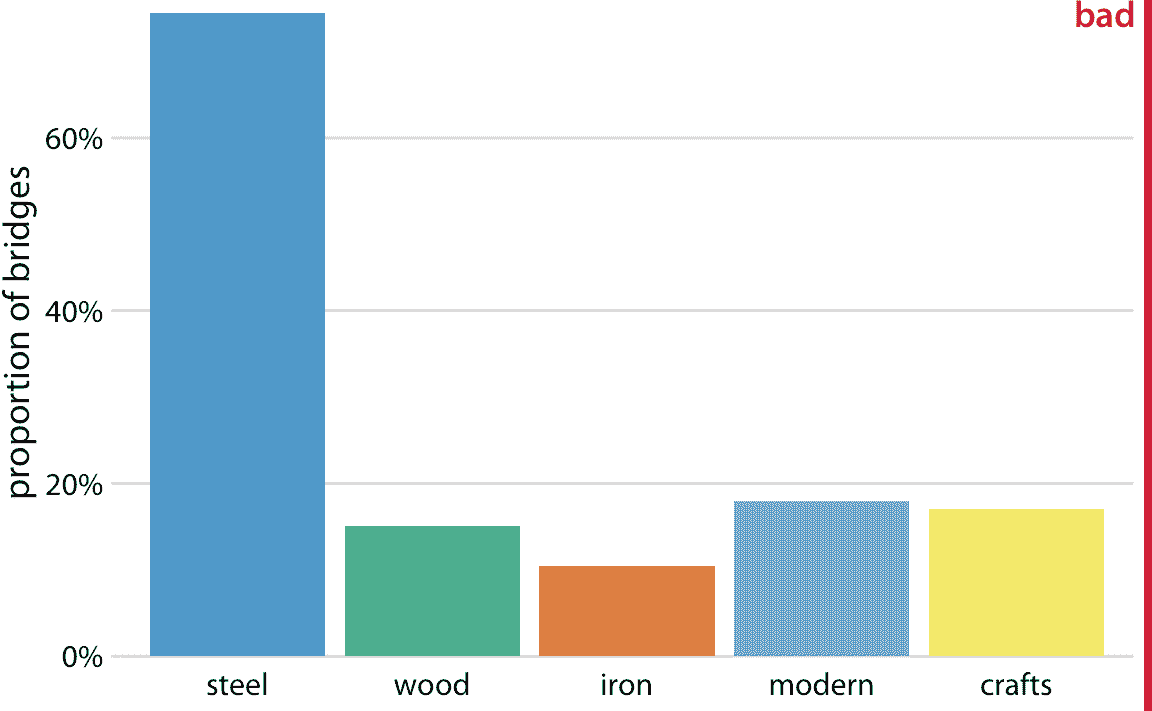 bad
proportion of bridges
60%
40%
20%
0%
steel wood iron modern crafts